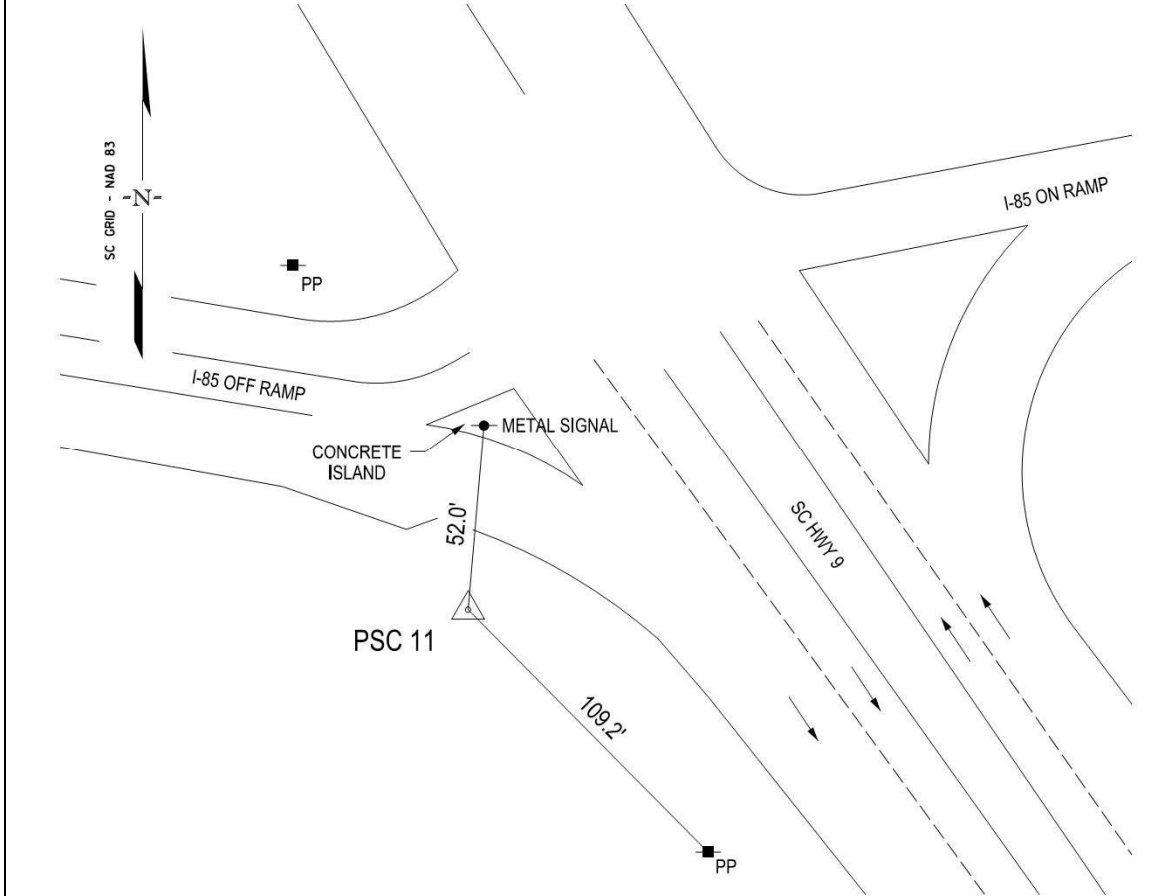 SC GRID - NAD 83
-N-
I-85 ON RAMP
PP
I-85 OFF RAMP
METAL SIGNAL
CONCRETE
ISLAND
52.0'
SC HWY 9
PSC 11
109.2'
PP